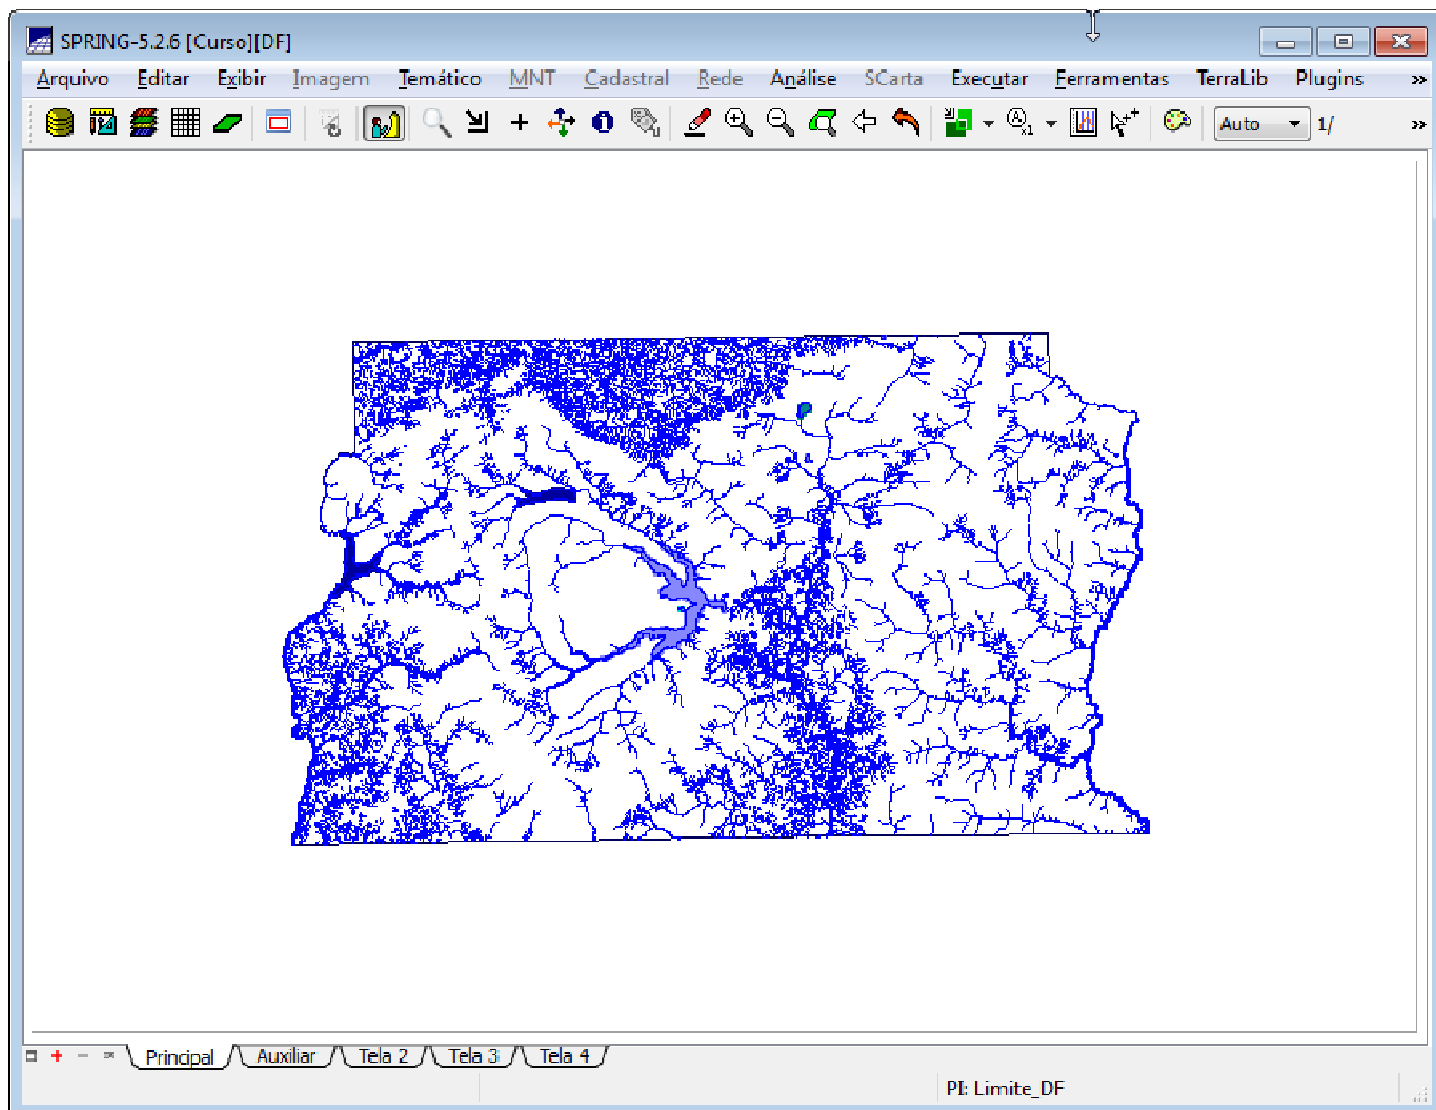 SPRING-5.2.6 [Curso][DF]
Arquivo Editar Exibir Imagem Temático MNT Cadastral Rede Análise SCarta Executar Ferramentas TerraLib Plugins »
Auto 1/ »
Principal Auxiliar Tela 2 Tela 3 Tela 4
PI: Limite_DF